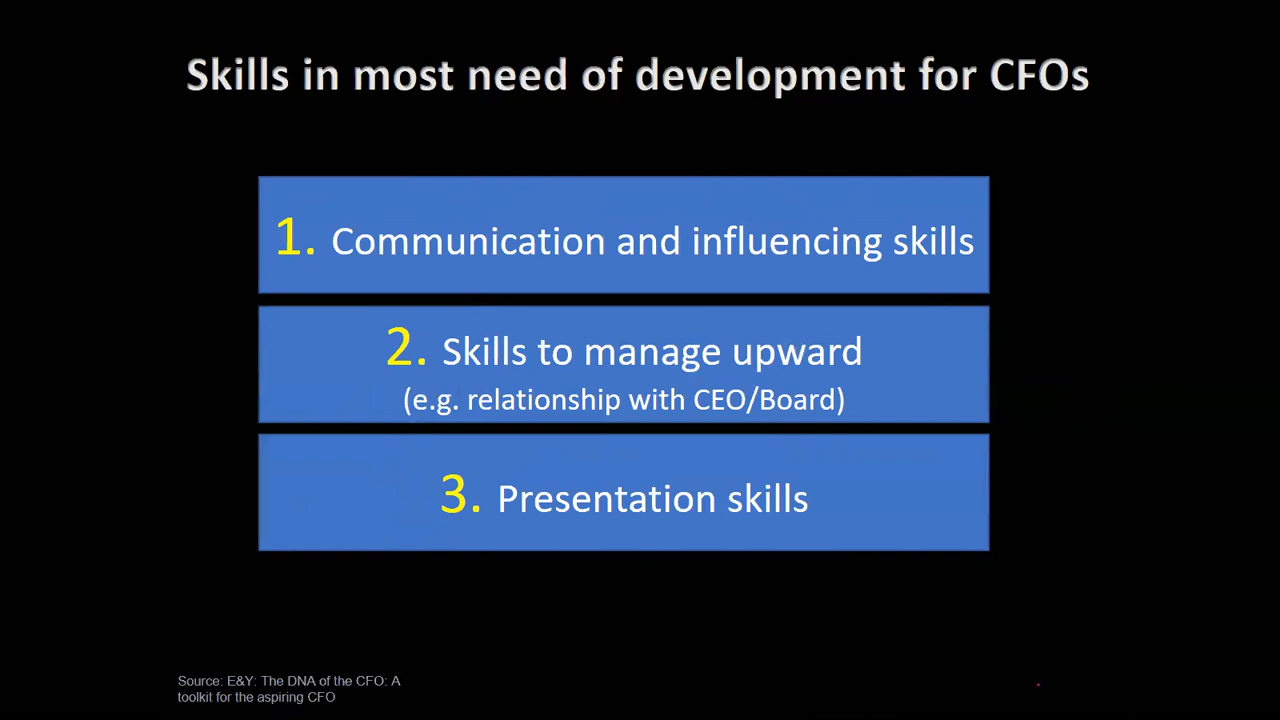 Skills in most need of development for CFOs
1. Communication and influencing skills
2. Skills to manage upward
(e.g. relationship with CEO/Board)
3. Presentation skills
Source: E&Y: The DNA of the CFO: A
toolkit for the aspiring CFO